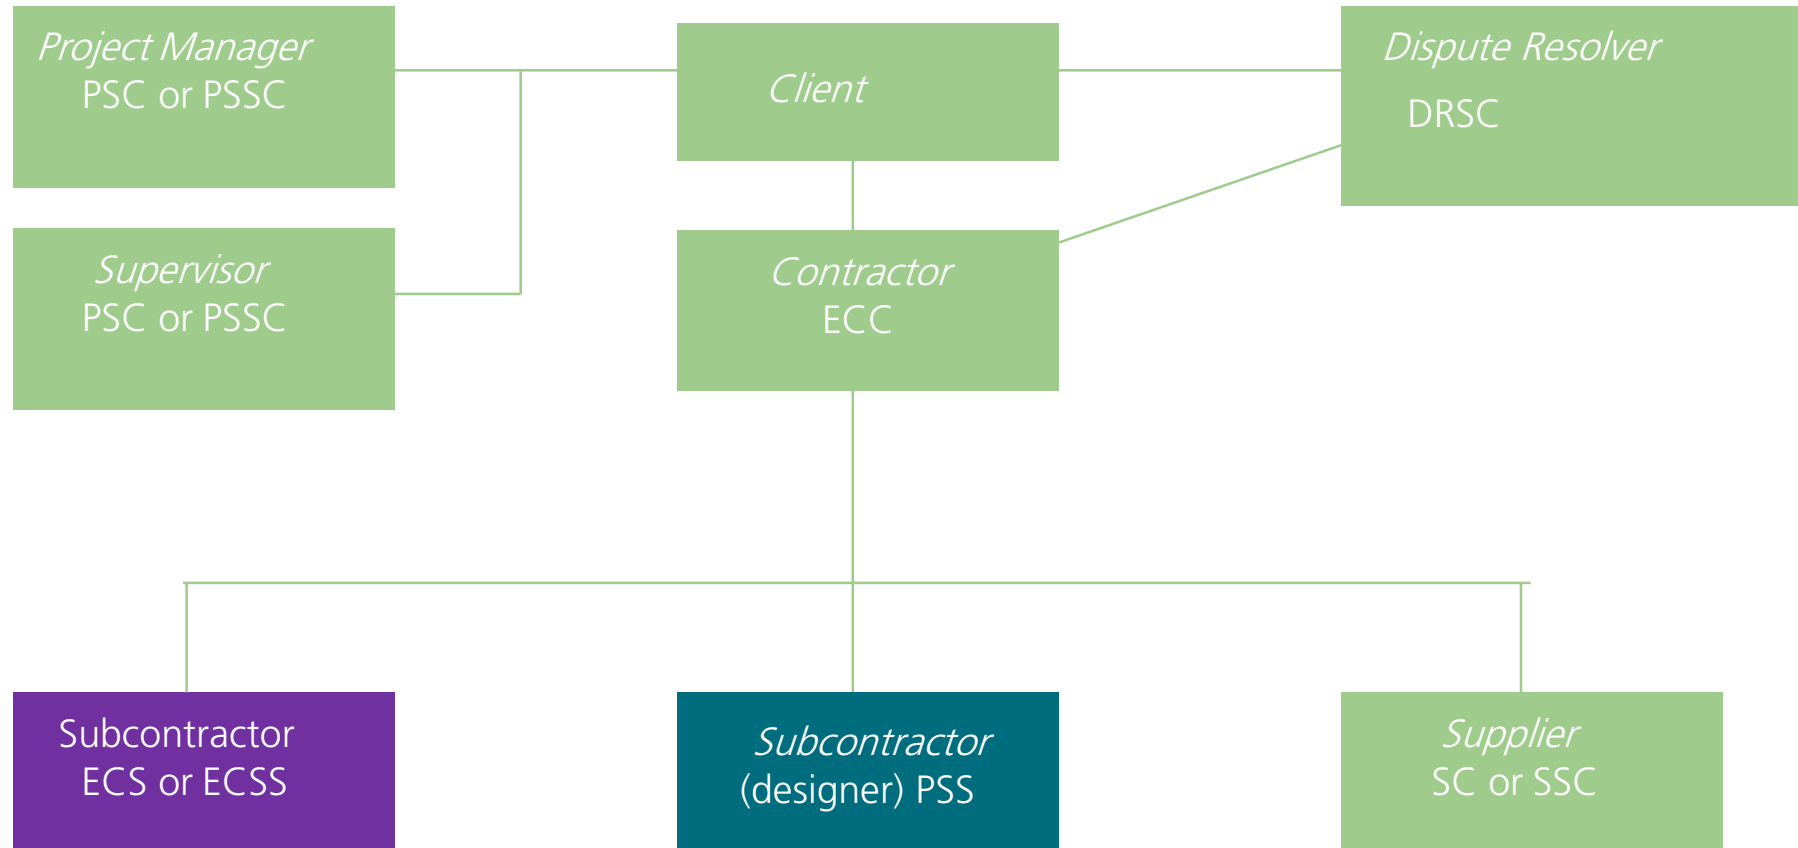 Project Manager
PSC or PSSC
Client
Dispute Resolver
DRSC
Supervisor
PSC or PSSC
Contractor
ECC
Subcontractor
ECS or ECSS
Subcontractor
(designer) PSS
Supplier
SC or SSC